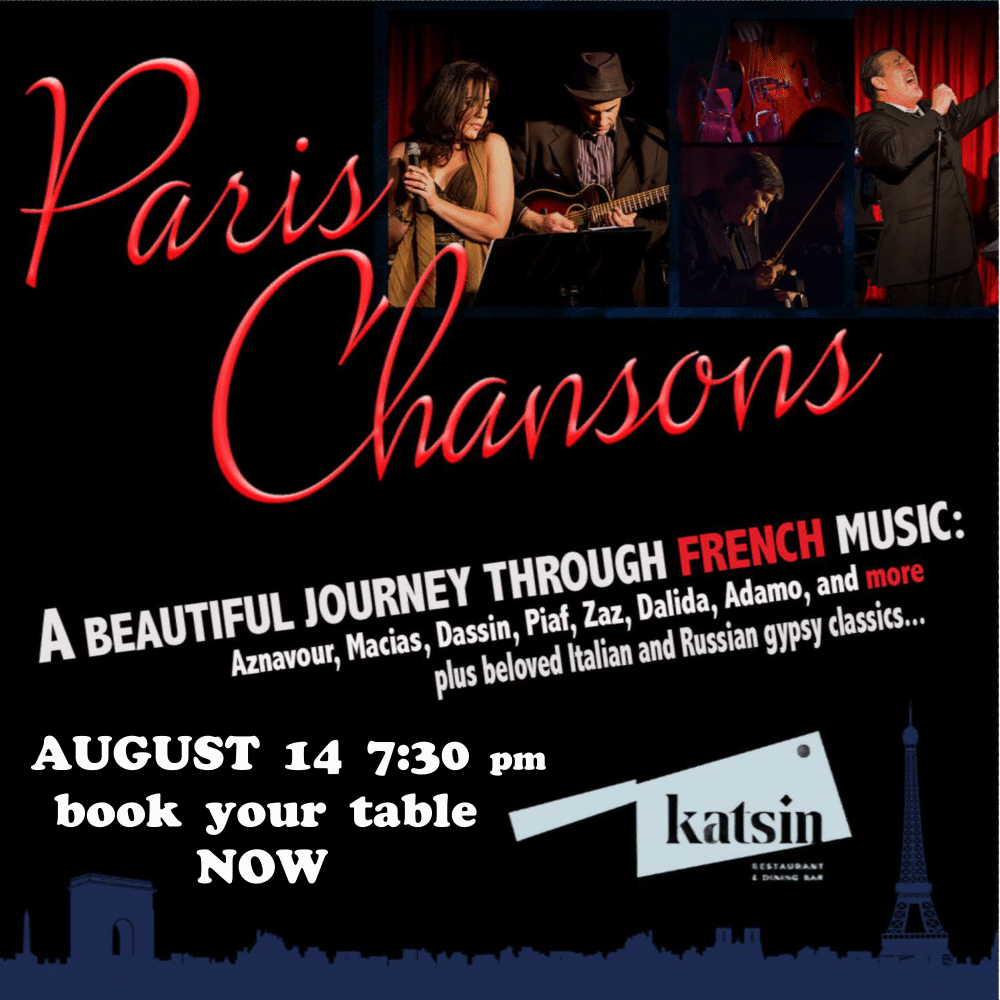 Paris
Chansons
A BEAUTIFUL JOURNEY THROUGH FRENCH MUSIC:
Aznavour, Macias, Dassin, Piaf, Zaz, Dalida, Adamo, and more
plus beloved Italian and Russian gypsy classics...
AUGUST 14 7:30 pm
book your table
NOW
katsin
RESTAURANT
& DINING BAR